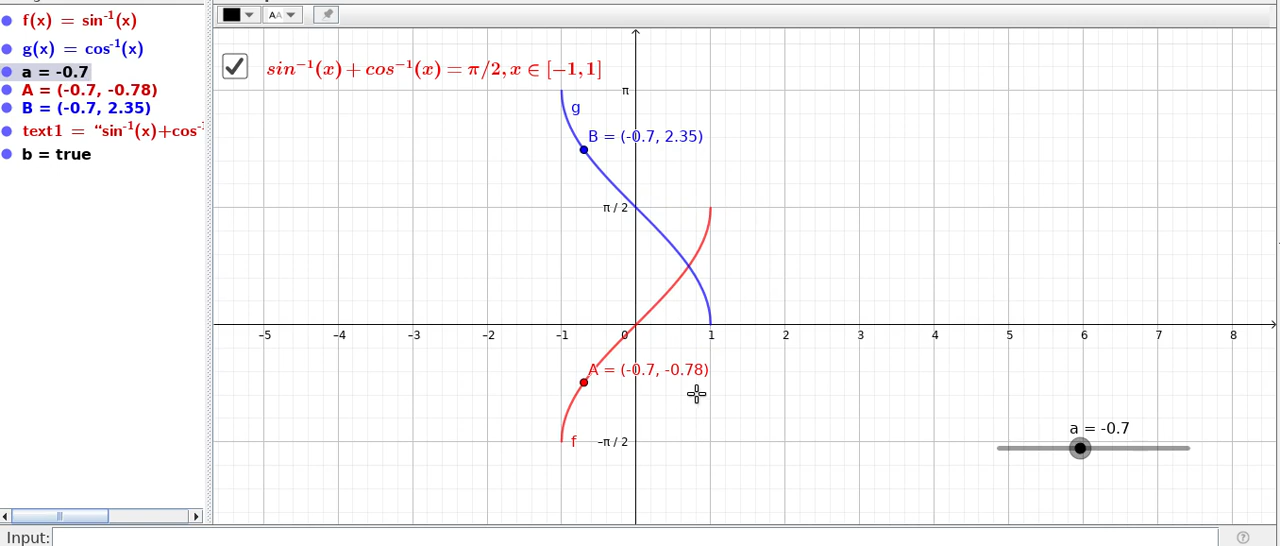 f(x) = sin⁻¹(x)
g(x) = cos⁻¹(x)
a = -0.7
A = (-0.7, -0.78)
B = (-0.7, 2.35)
text1 = “sin⁻¹(x)+cos⁻
b = true
AA
sin⁻¹(x) + cos⁻¹(x) = π/2, x ∈ [−1, 1]
π
g
B = (-0.7, 2.35)
π / 2
–5 –4 –3 –2 –1 0 1 2 3 4 5 6 7 8
A = (-0.7, -0.78)
f
–π / 2
a = -0.7
Input: